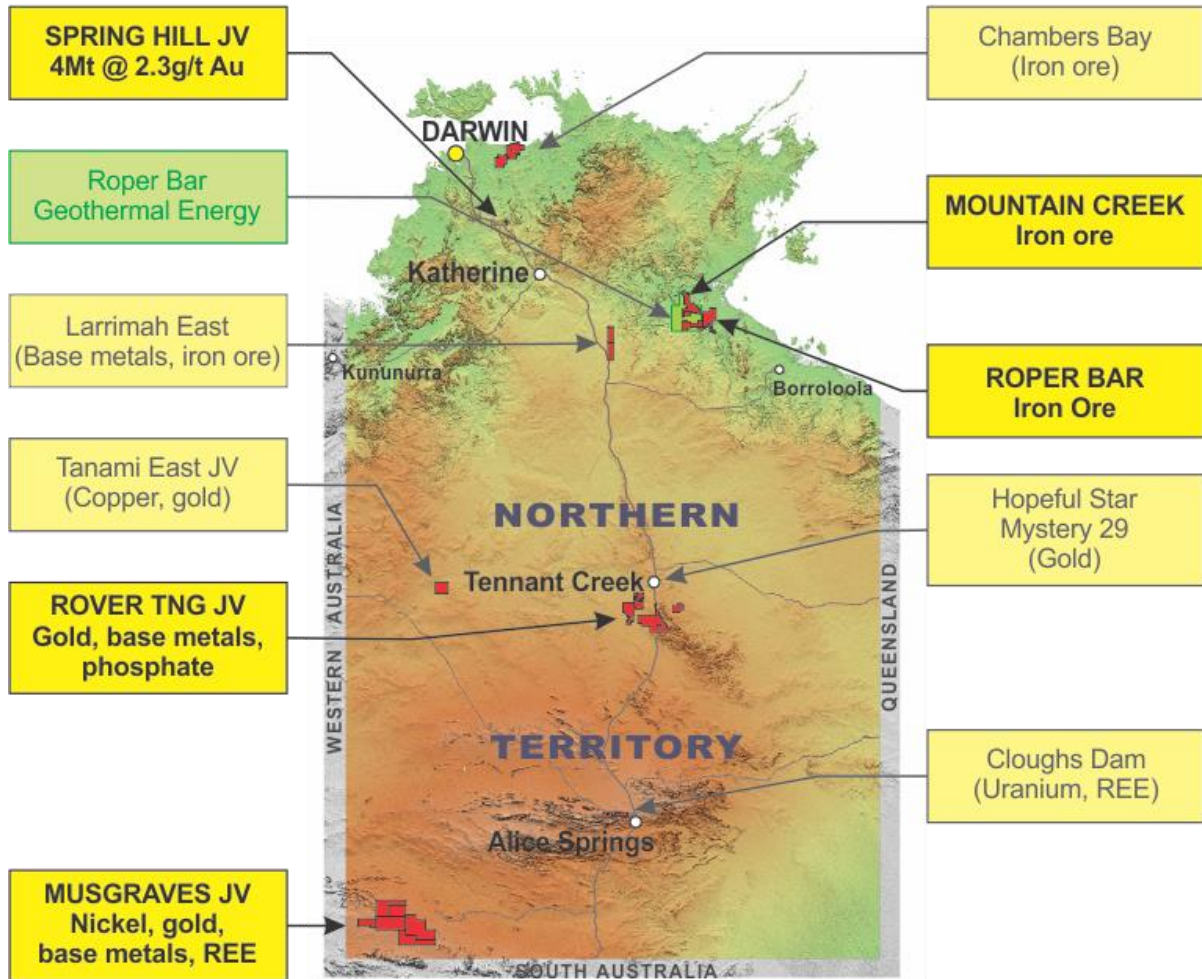 SPRING HILL JV
4Mt @ 2.3g/t Au
Roper Bar
Geothermal Energy
Larrimah East
(Base metals, iron ore)
Tanami East JV
(Copper, gold)
ROVER TNG JV
Gold, base metals,
phosphate
MUSGRAVES JV
Nickel, gold,
base metals, REE
DARWIN
Katherine
Kununurra
Borroloola
NORTHERN
Tennant Creek
TERRITORY
Alice Springs
WESTERN AUSTRALIA
QUEENSLAND
SOUTH AUSTRALIA
Chambers Bay
(Iron ore)
MOUNTAIN CREEK
Iron ore
ROPER BAR
Iron Ore
Hopeful Star
Mystery 29
(Gold)
Cloughs Dam
(Uranium, REE)